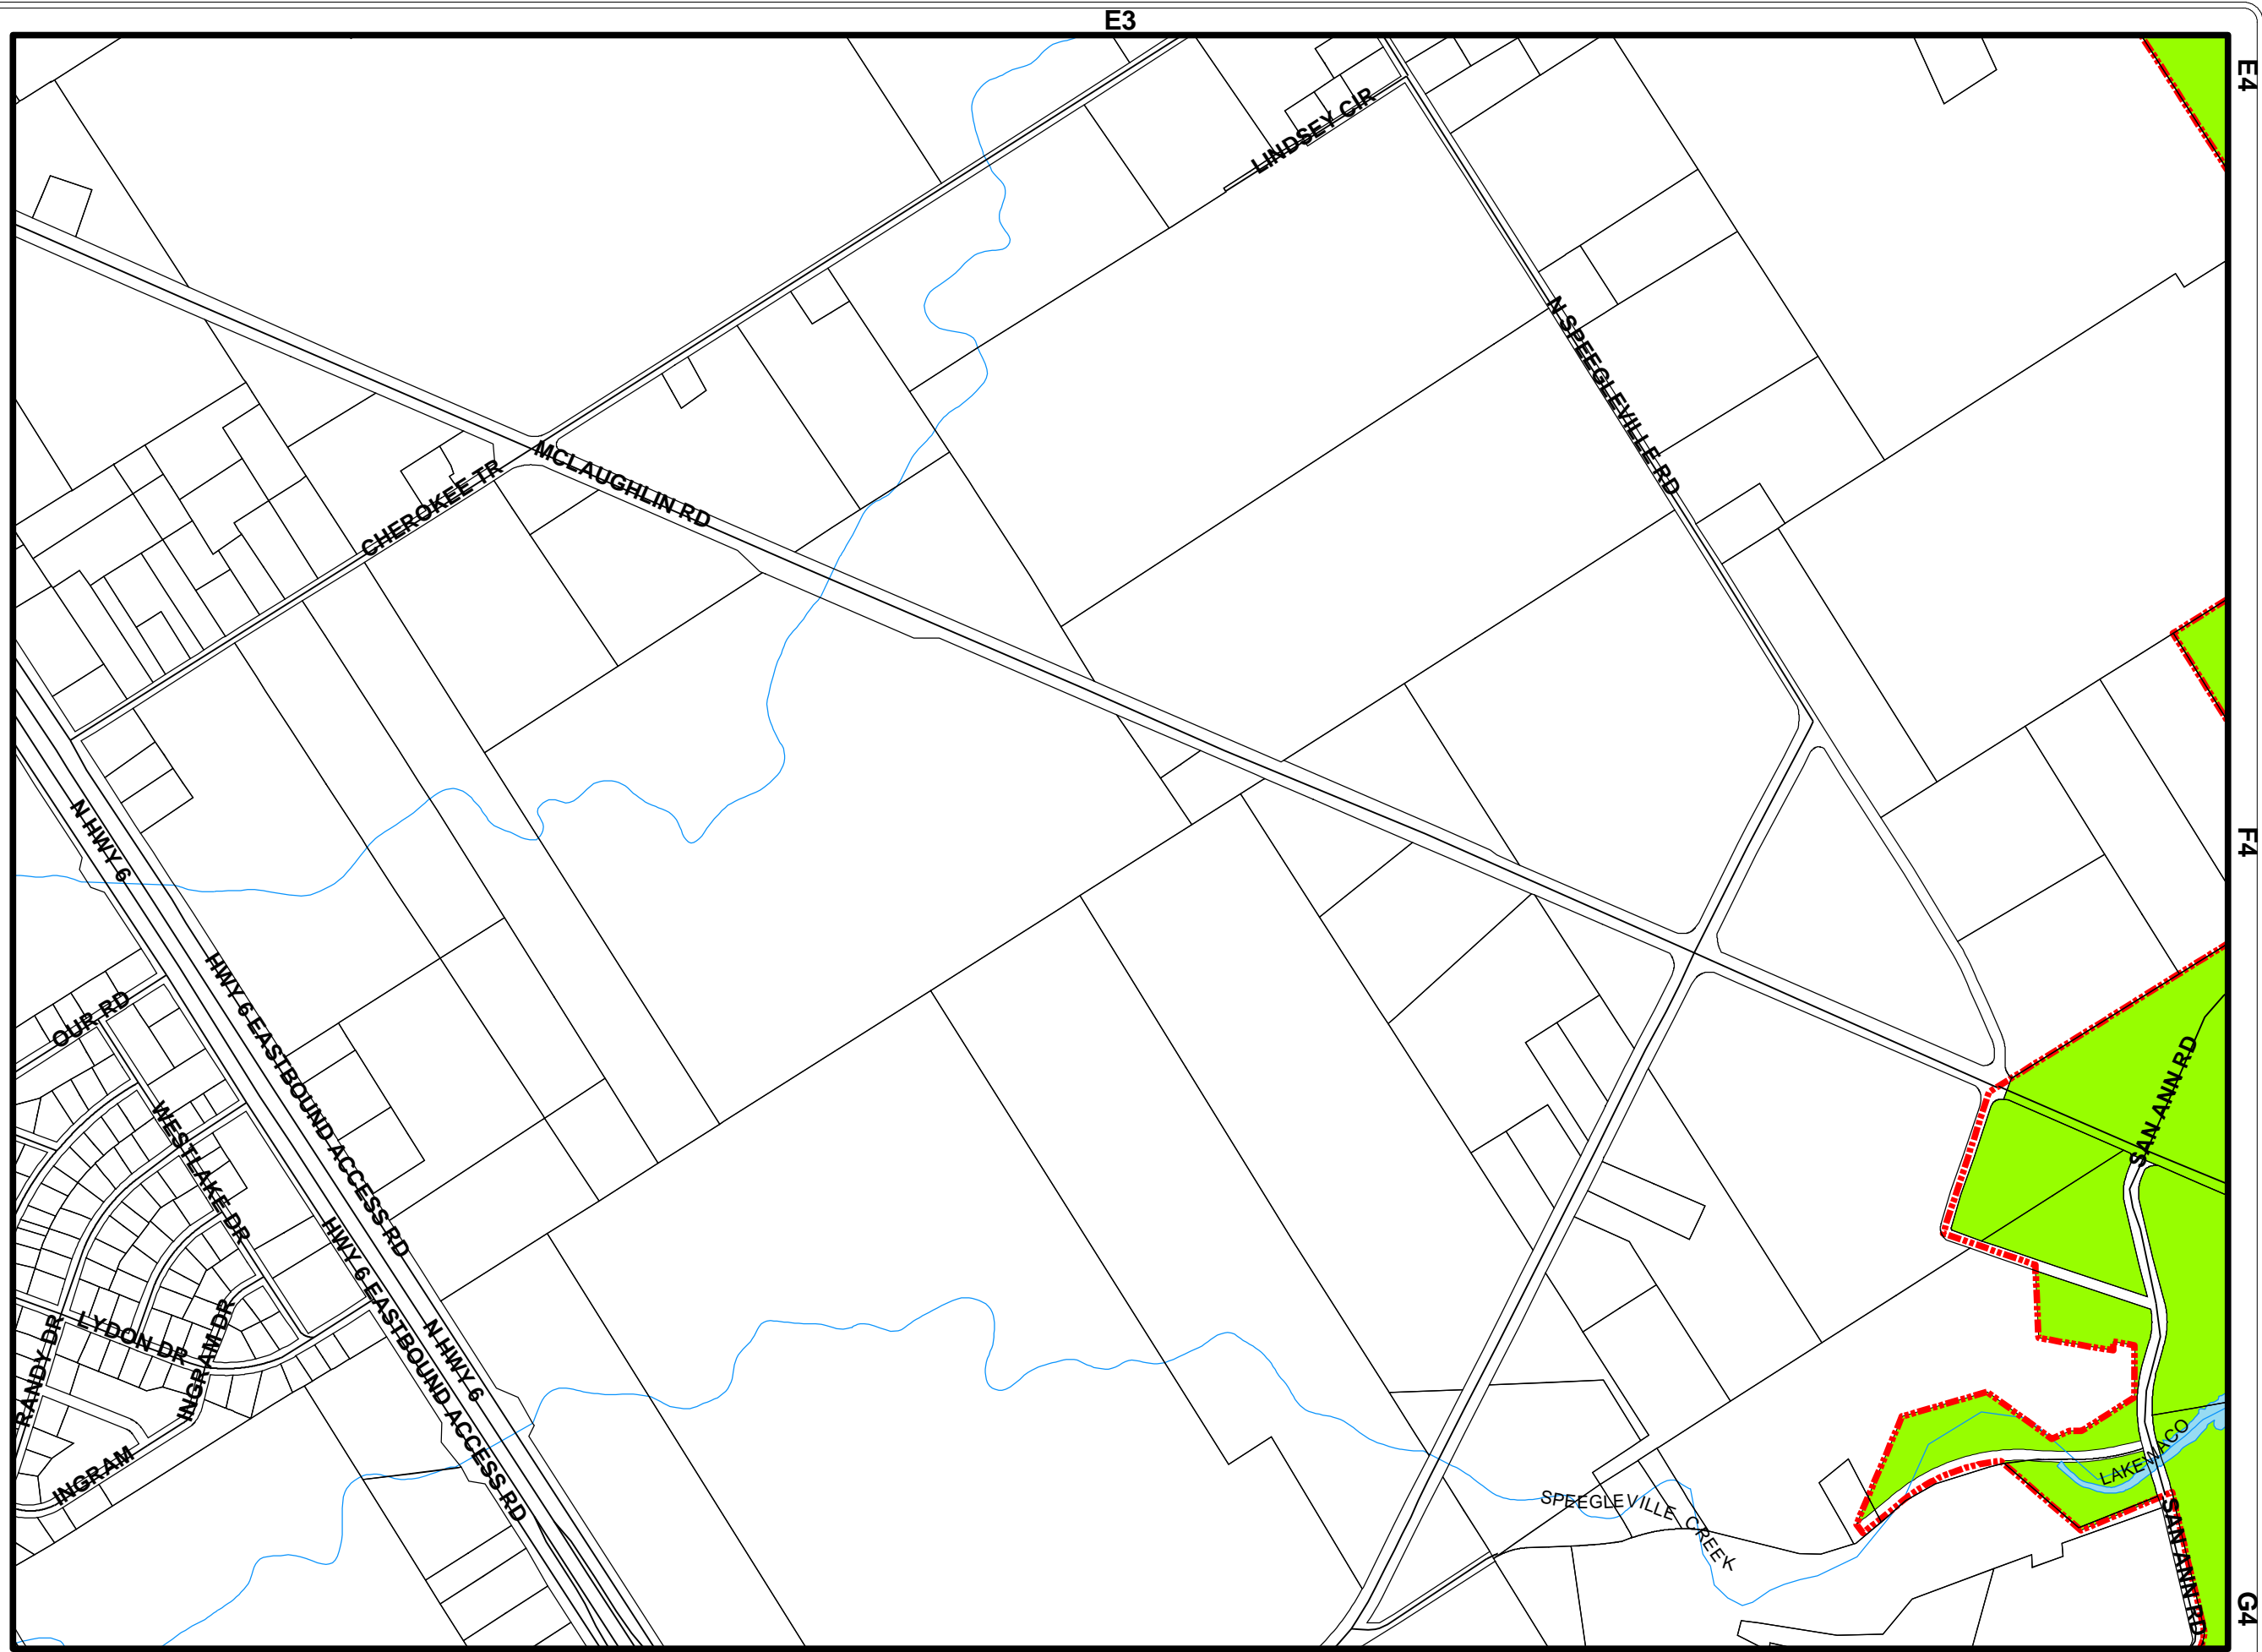 E3
E4
LINDSEY CIR
N SPEEGLEVILLE RD
MCLAUGHLIN RD
CHEROKEE TR
N HWY 6
F4
HWY 6 EASTBOUND ACCESS RD
OUR RD
SAN ANN RD
WESTLAKE DR
HWY 6 EASTBOUND ACCESS RD
LYDON DR
INGRAM DR
RANDY DR
N HWY 6
INGRAM
LAKE WACO
SPEEGLEVILLE CREEK
SAN ANN RD
G4